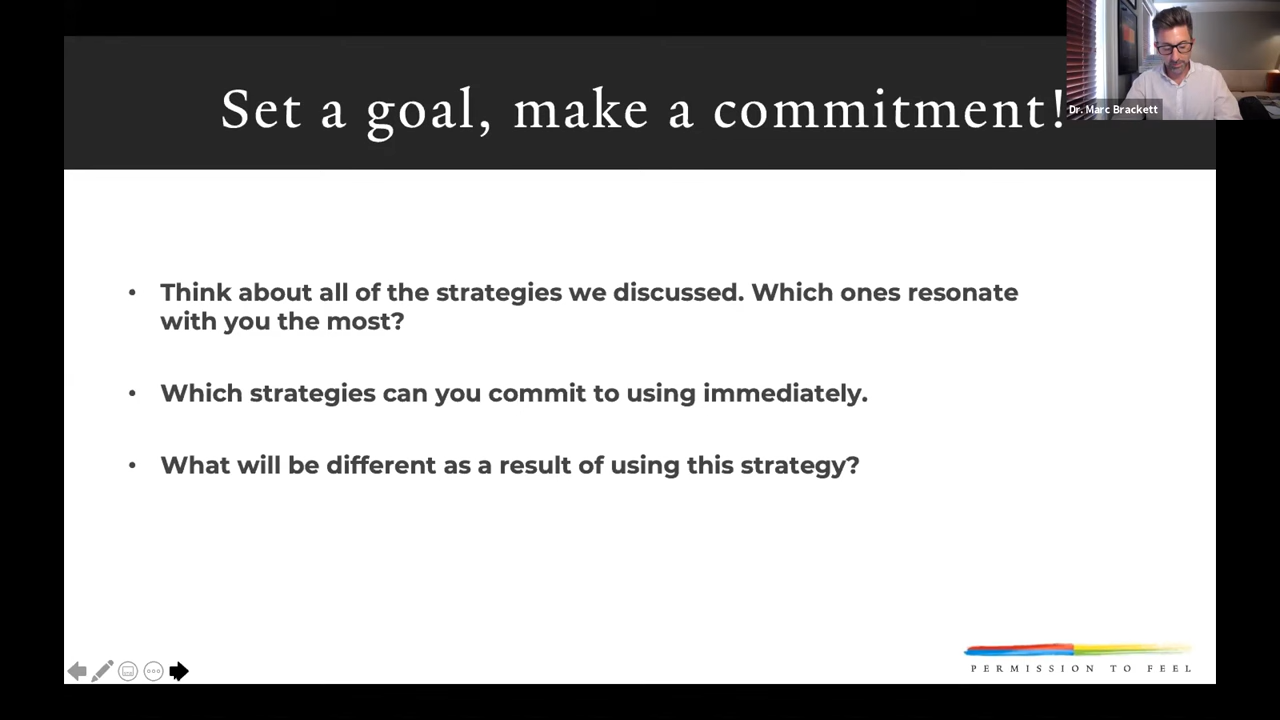 Set a goal, make a commitment!
Dr. Marc Brackett
• Think about all of the strategies we discussed. Which ones resonate
with you the most?
• Which strategies can you commit to using immediately.
• What will be different as a result of using this strategy?
PERMISSION TO FEEL